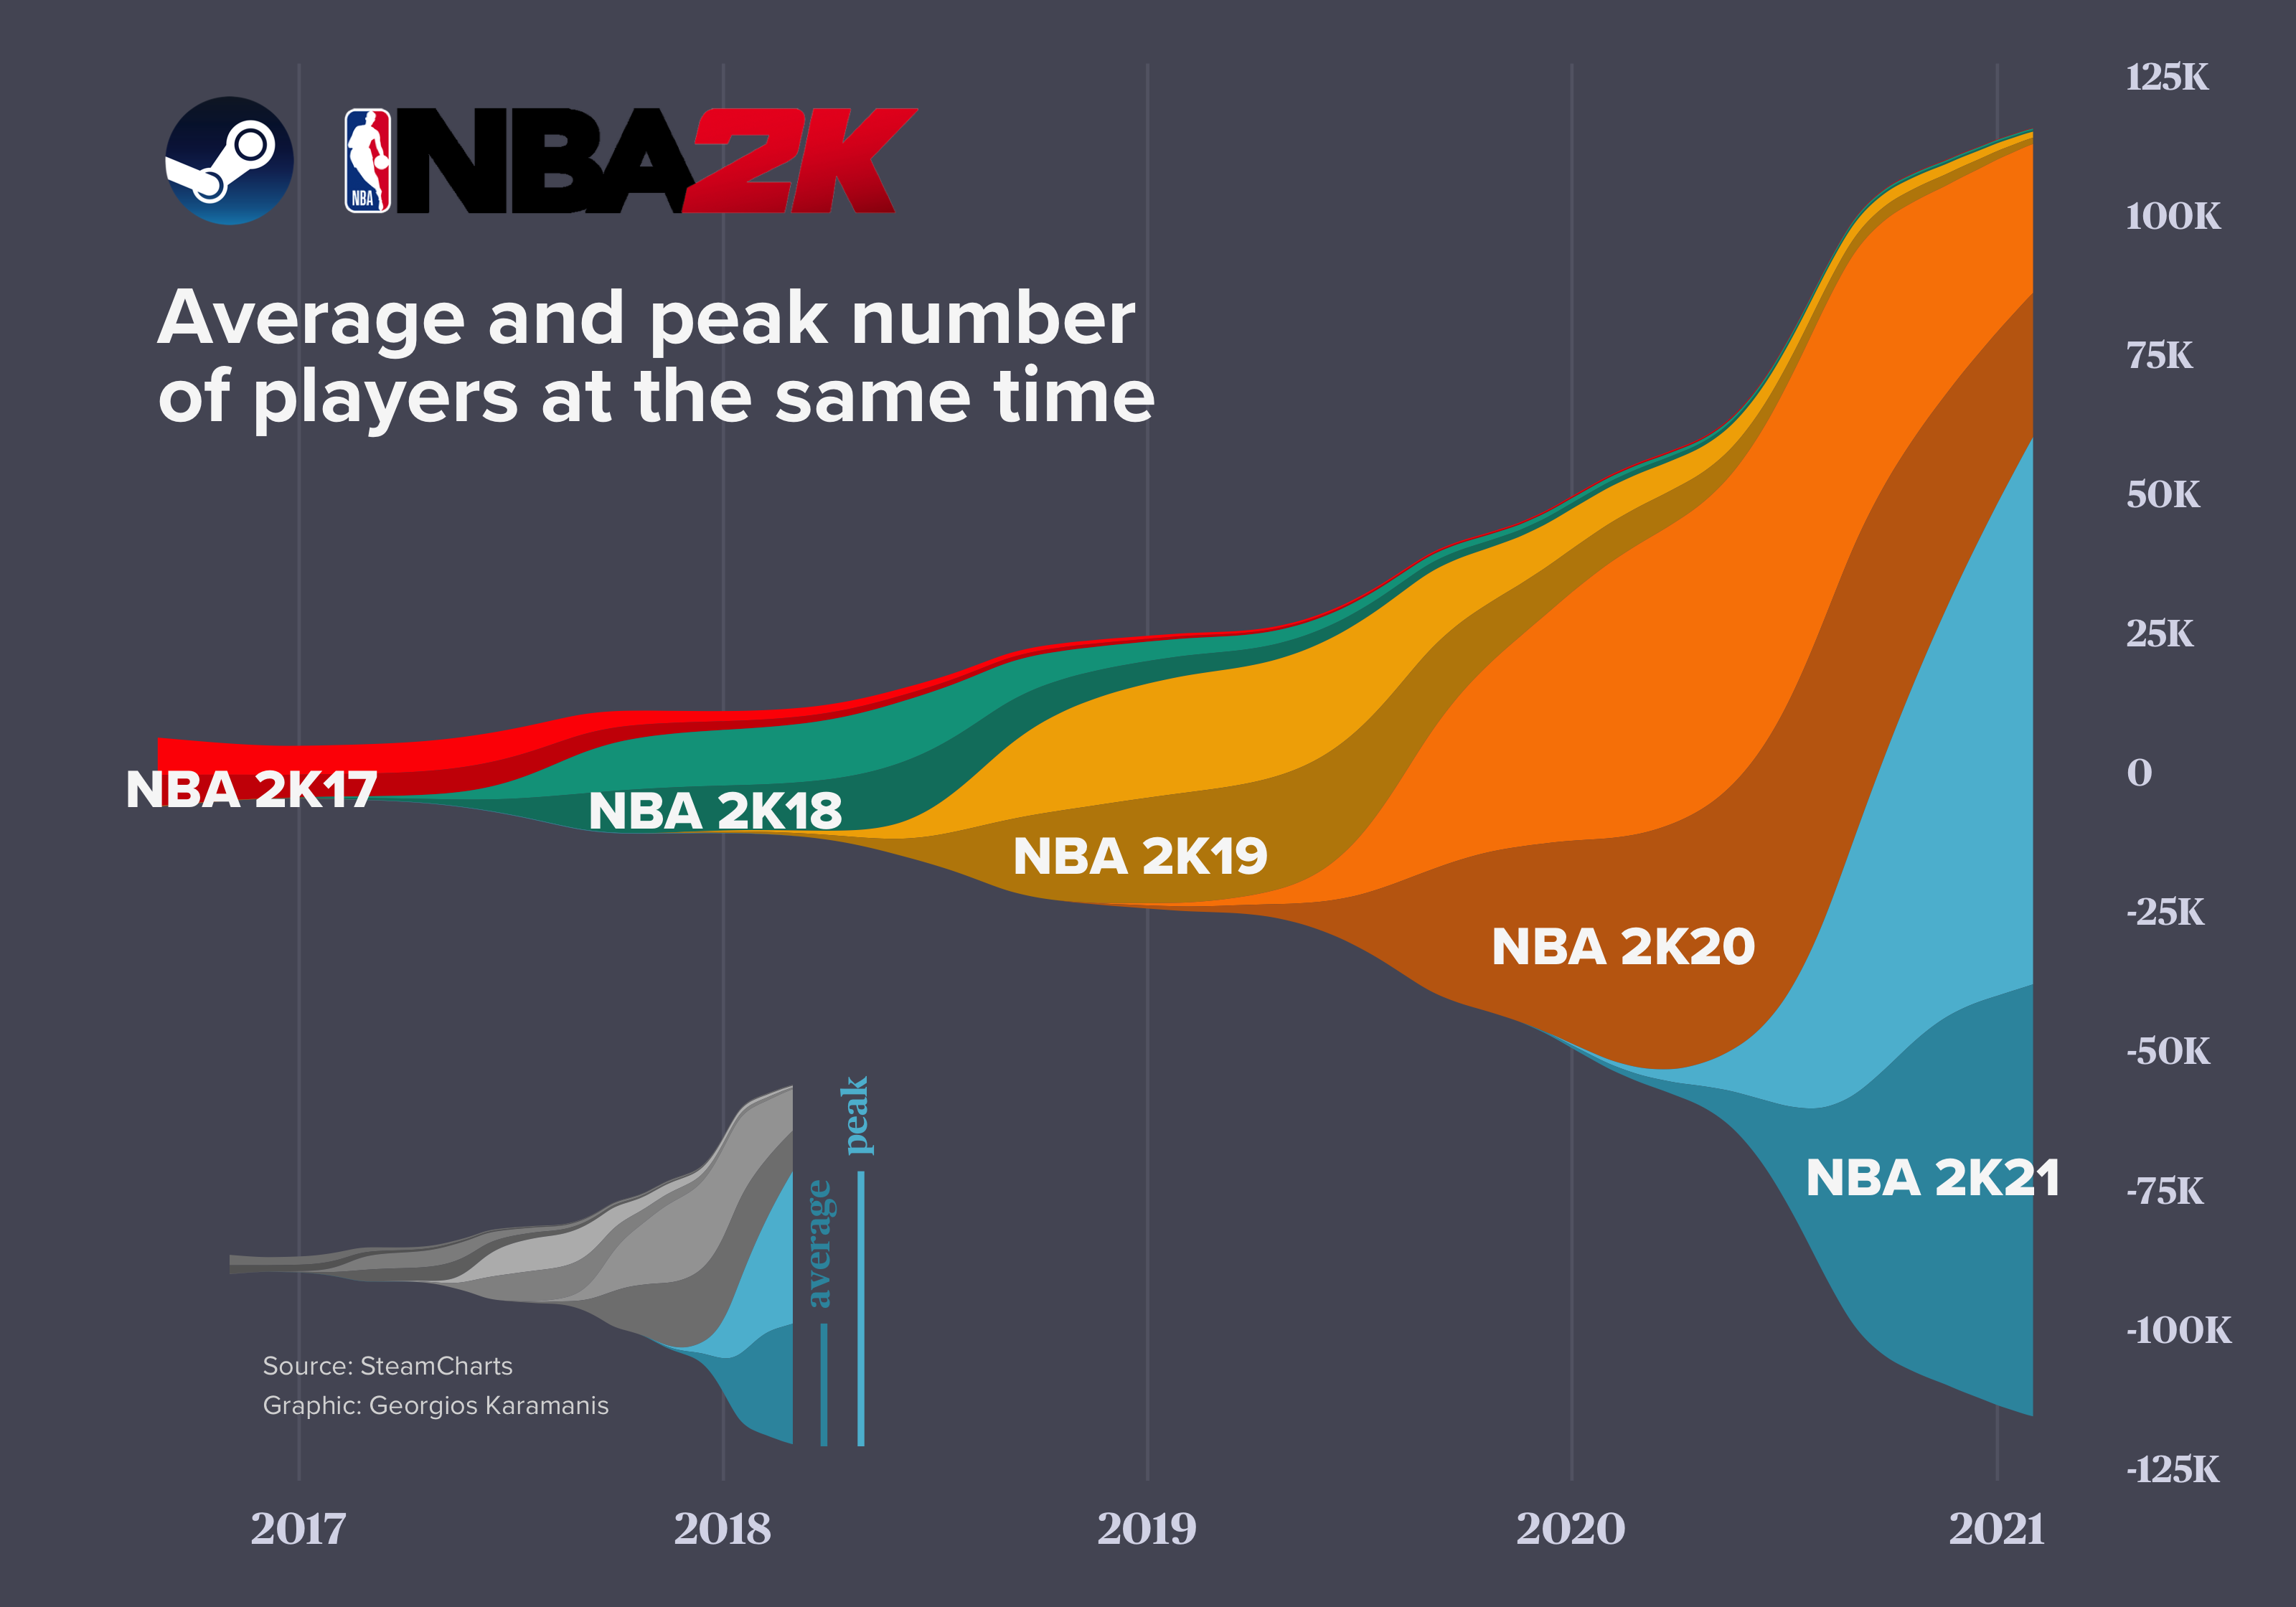 NBA
NBA2K
Average and peak number
of players at the same time
125K
100K
75K
50K
25K
0
-25K
-50K
-75K
-100K
-125K
NBA 2K17
NBA 2K18
NBA 2K19
NBA 2K20
NBA 2K21
average
peak
Source: SteamCharts
Graphic: Georgios Karamanis
2017
2018
2019
2020
2021